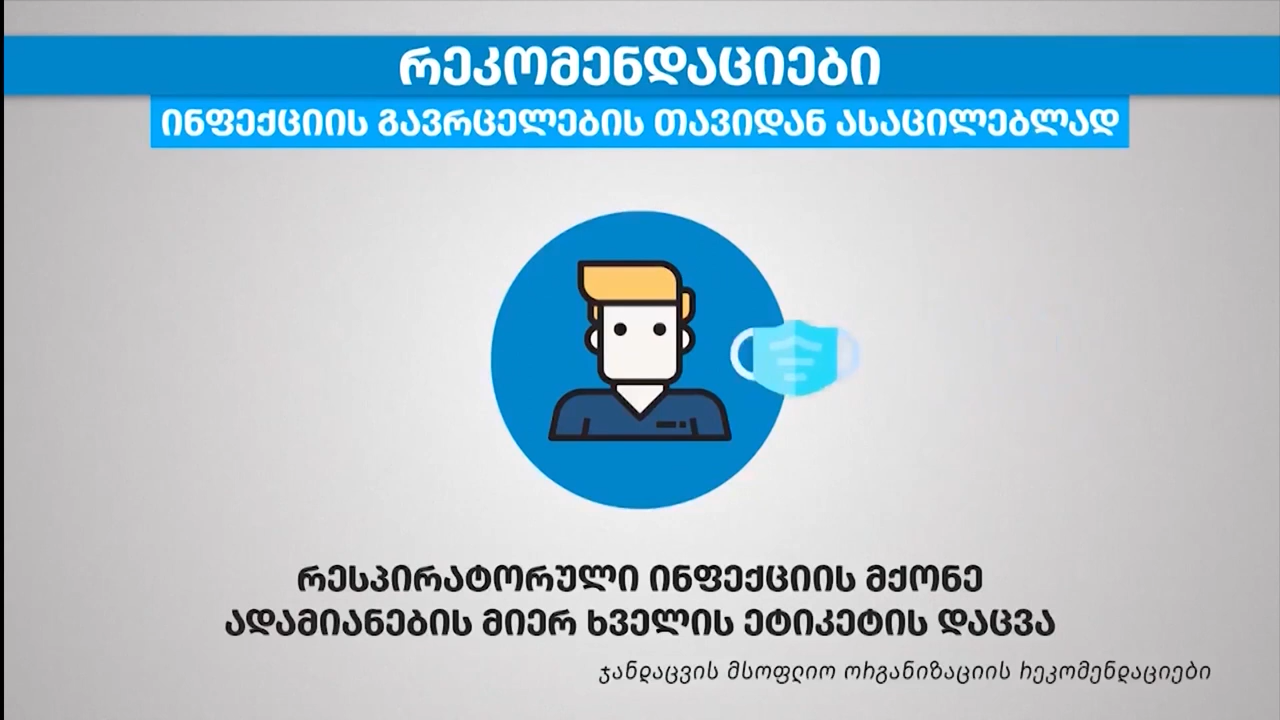 რეკომენდაციები
ინფექციის გავრცელების თავიდან ასაცილებლად
რესპირატორული ინფექციის მქონე
ადამიანების მიერ ხველის ეტიკეტის დაცვა
ჯანდაცვის მსოფლიო ორგანიზაციის რეკომენდაციები